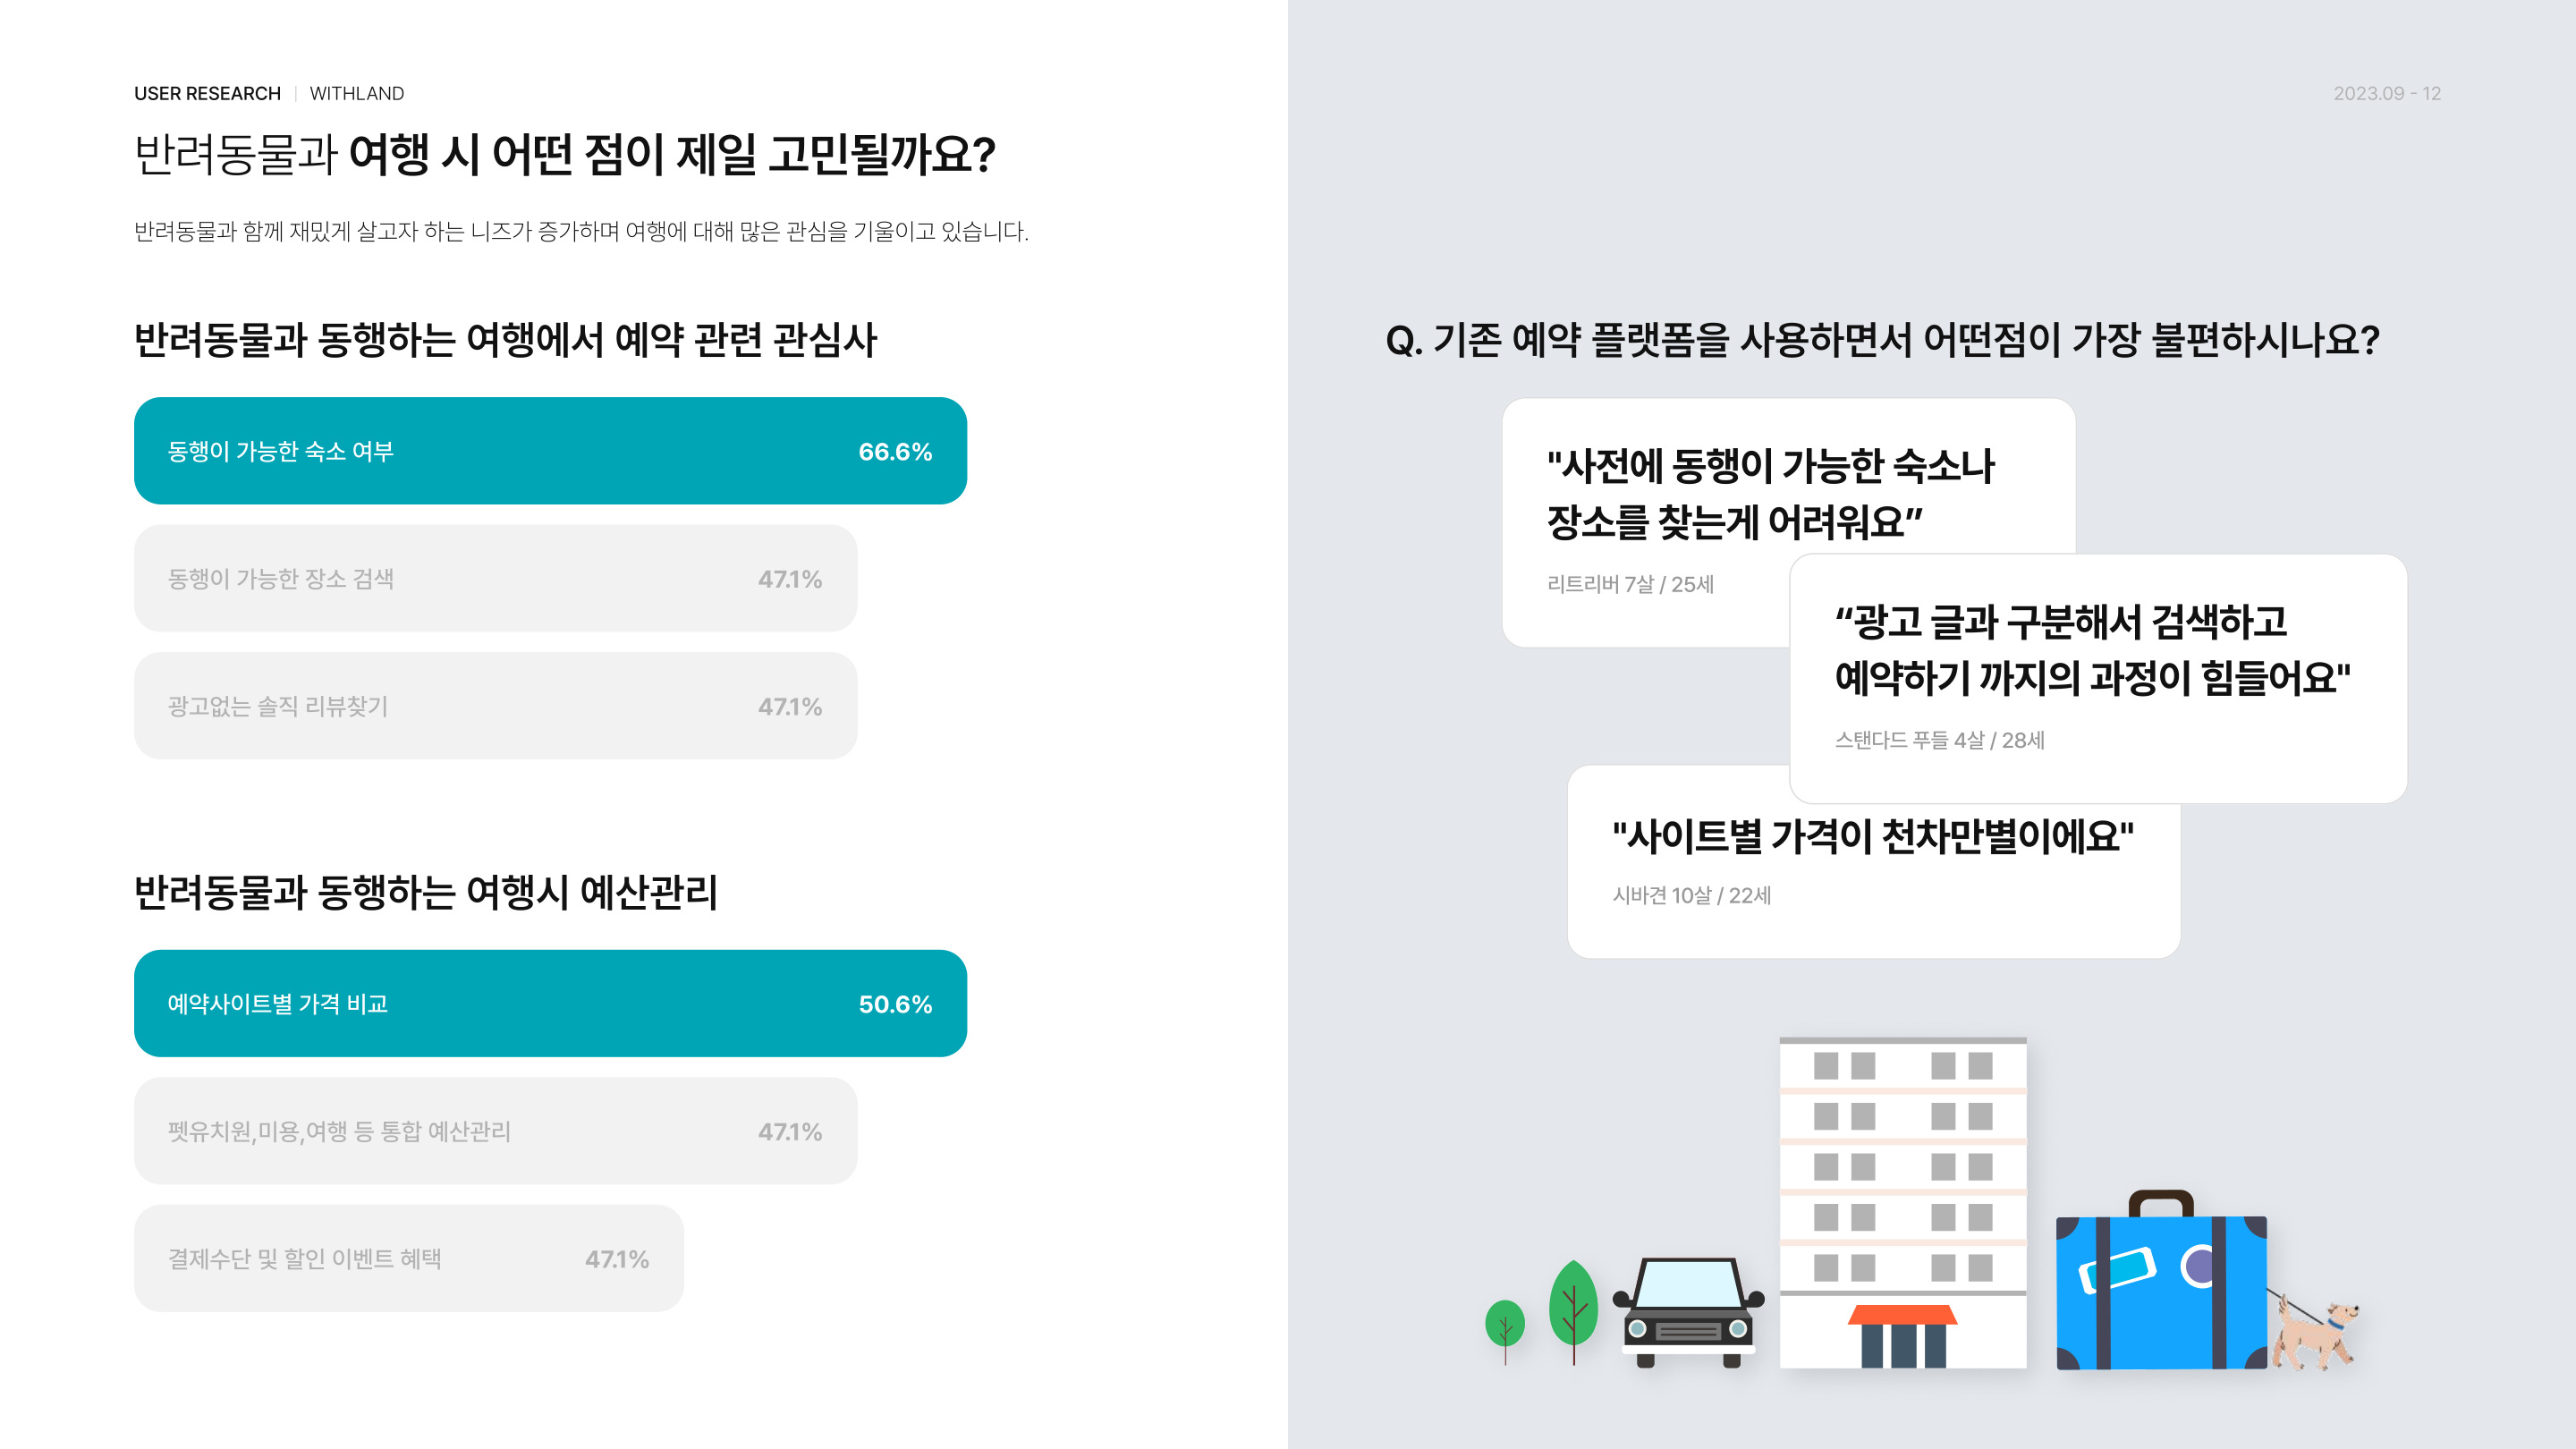 USER RESEARCH | WITHLAND
2023.09 - 12
반려동물과 여행 시 어떤 점이 제일 고민될까요?
반려동물과 함께 재밌게 살고자 하는 니즈가 증가하며 여행에 대해 많은 관심을 기울이고 있습니다.
반려동물과 동행하는 여행에서 예약 관련 관심사
동행이 가능한 숙소 여부 66.6%
동행이 가능한 장소 검색 47.1%
광고없는 솔직 리뷰찾기 47.1%
반려동물과 동행하는 여행시 예산관리
예약사이트별 가격 비교 50.6%
펫유치원,미용,여행 등 통합 예산관리 47.1%
결제수단 및 할인 이벤트 혜택 47.1%
Q. 기존 예약 플랫폼을 사용하면서 어떤점이 가장 불편하시나요?
"사전에 동행이 가능한 숙소나
장소를 찾는게 어려워요”
리트리버 7살 / 25세
“광고 글과 구분해서 검색하고
예약하기 까지의 과정이 힘들어요"
스탠다드 푸들 4살 / 28세
"사이트별 가격이 천차만별이에요"
시바견 10살 / 22세